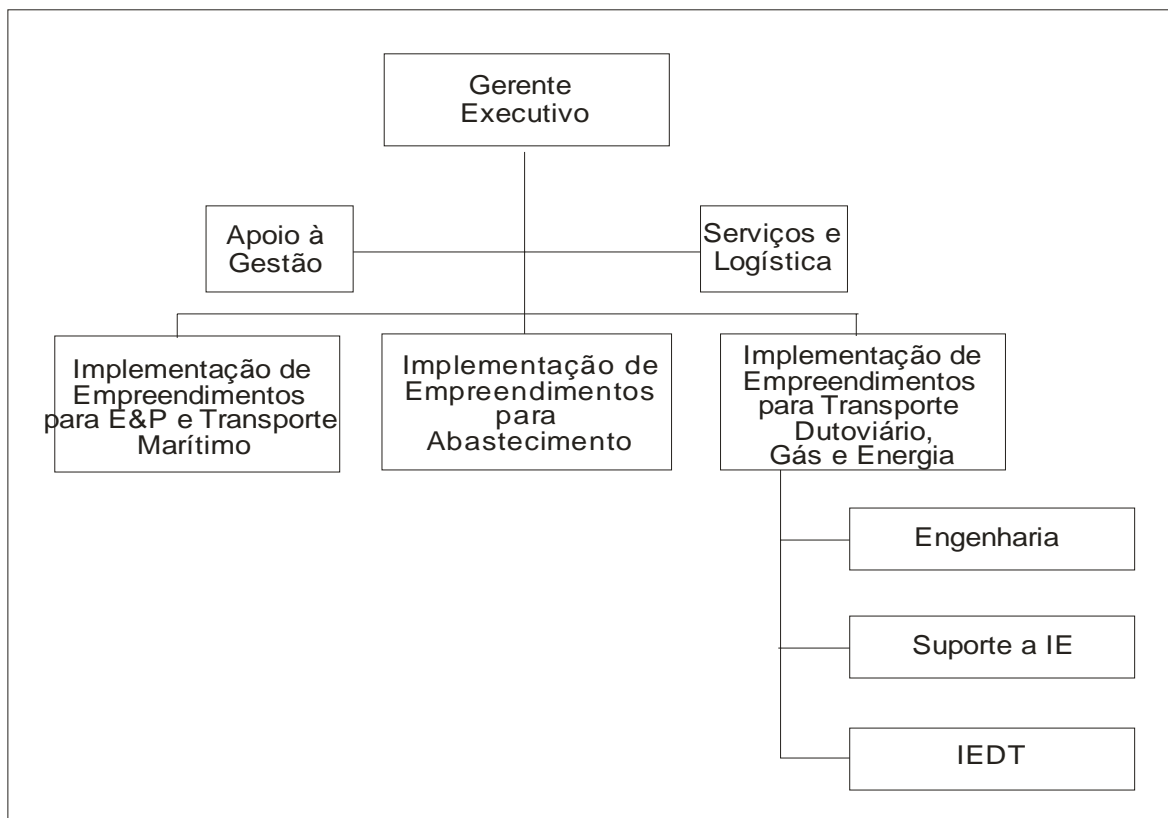 Gerente
Executivo
Apoio à
Gestão
Serviços e
Logística
Implementação de
Empreendimentos
para E&P e Transporte
Marítimo
Implementação de
Empreendimentos
para
Abastecimento
Implementação de
Empreendimentos
para Transporte
Dutoviário,
Gás e Energia
Engenharia
Suporte a IE
IEDT